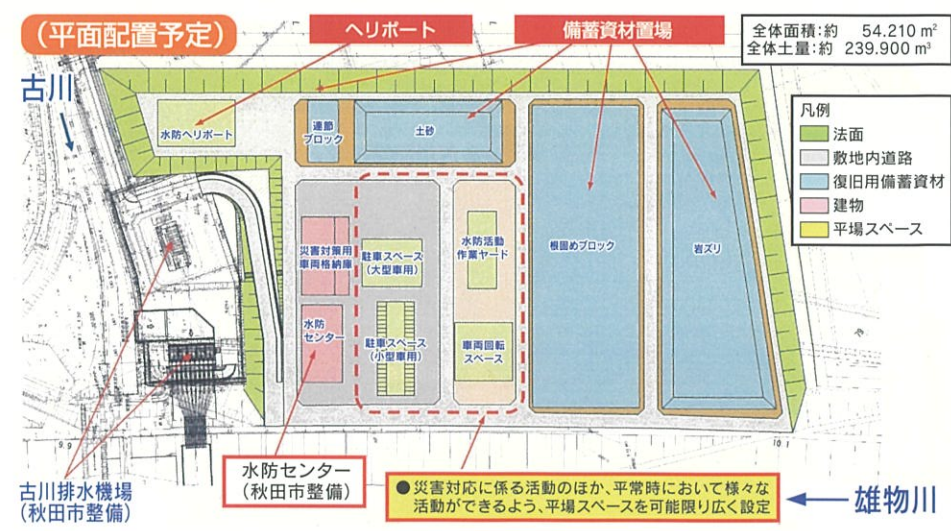 （平面配置予定）
ヘリポート
備蓄資材置場
全体面積：約　54.210 m²
全体土量：約　239.900 m³
古川
凡例
法面
敷地内道路
復旧用備蓄資材
建物
平場スペース
水防ヘリポート
連節
ブロック
土砂
災害対策用
車両格納庫
駐車スペース
（大型車用）
水防活動
作業ヤード
根固めブロック
岩ズリ
水防
センター
駐車スペース
（小型車用）
車両回転
スペース
9.9
10.1
古川排水機場
（秋田市整備）
水防センター
（秋田市整備）
●災害対応に係る活動のほか、平常時において様々な
活動ができるよう、平場スペースを可能限り広く設定
雄物川